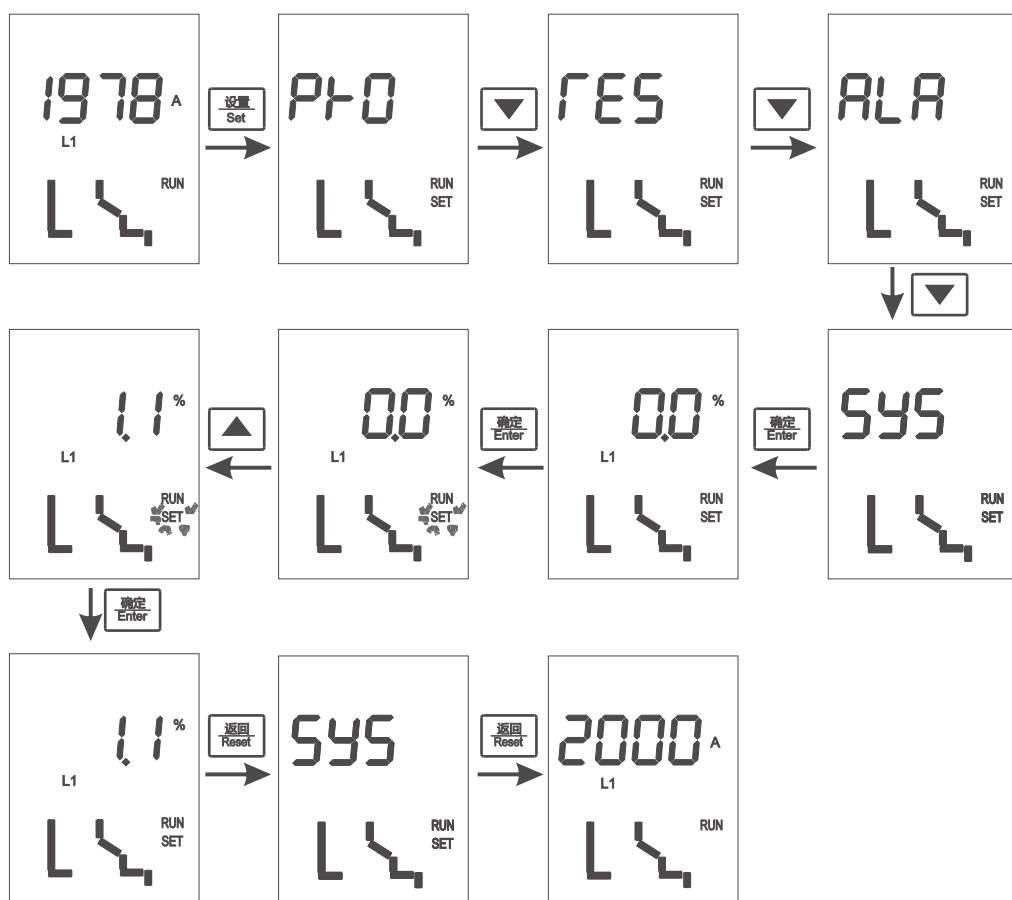 1978 A
L1
RUN
设置
Set
PrO
RUN
SET
rES
RUN
SET
ALA
RUN
SET
SYS
RUN
SET
确定
Enter
0.0 %
L1
RUN
SET
确定
Enter
0.0 %
L1
RUN
SET
1.1 %
L1
RUN
SET
确定
Enter
1.1 %
L1
RUN
SET
返回
Reset
SYS
RUN
SET
返回
Reset
2000 A
L1
RUN